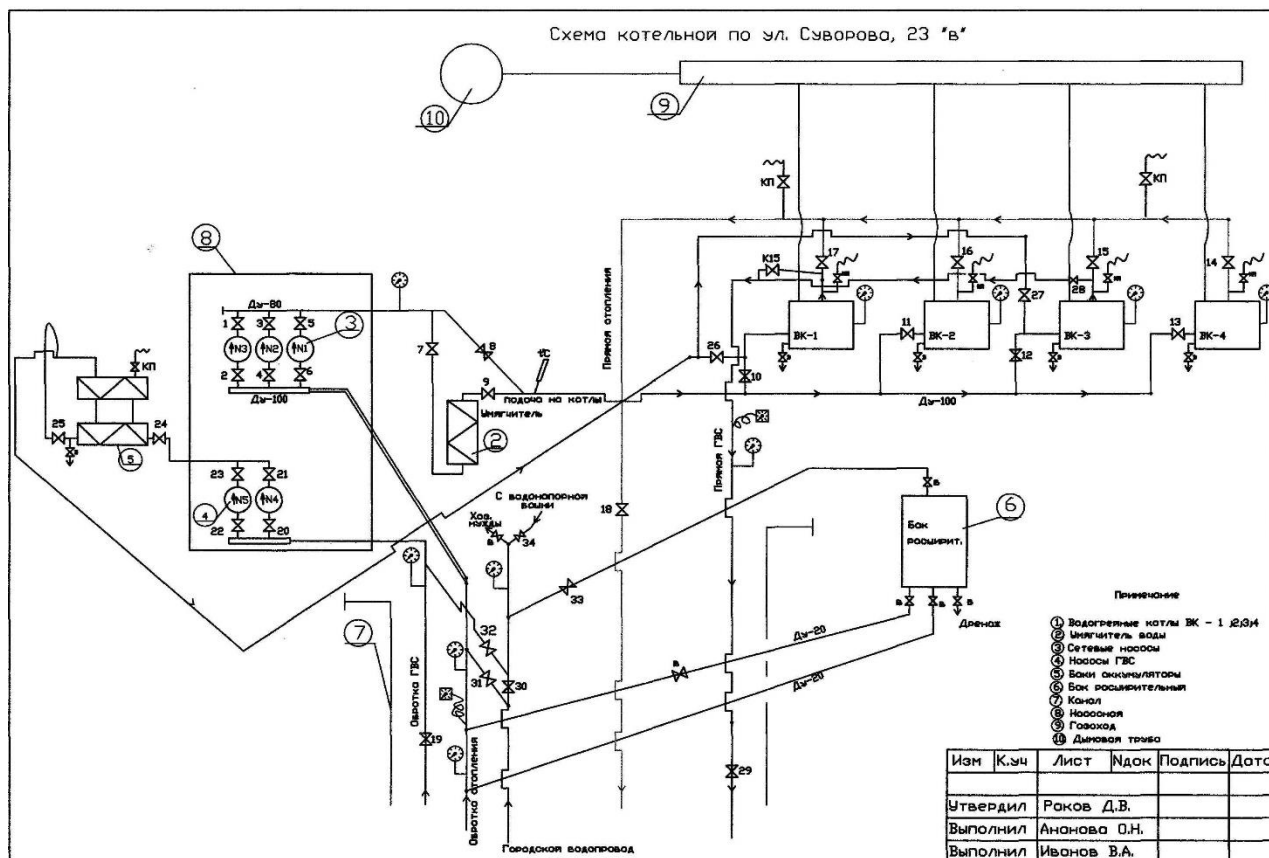 Схема котельной по ул. Суворова, 23 "в"
10
9
КП
КП
8
Ду-80
1
3
5
3
N3
N2
N1
2
4
6
Ду-100
7
8
t°C
9
Подача на котлы
Умягчитель
2
Прямая отопления
К15
17
16
15
14
28
27
26
ВК-1
ВК-2
ВК-3
ВК-4
10
11
12
13
Ду-100
КП
25
24
5
23
21
4
N5
N4
22
20
С водонапорной башни
Хоз. нужды
в
34
18
Прямая ГВС
33
в
Бак расширит.
6
в
в
в
Дренаж
7
32
31
30
Ду-20
в
Ду-20
Обратка ГВС
19
Обратка отопления
29
Городской водопровод
Примечание
1 Водогрейные котлы ВК - 1 ;2;3;4
2 Умягчитель воды
3 Сетевые насосы
4 Насосы ГВС
5 Баки аккумуляторы
6 Бак расширительный
7 Канал
8 Насосная
9 Газоход
10 Дымовая труба
Изм К.уч Лист Nдок Подпись Дата
Утвердил Раков Д.В.
Выполнил Ананова О.Н.
Выполнил Иванов В.А.